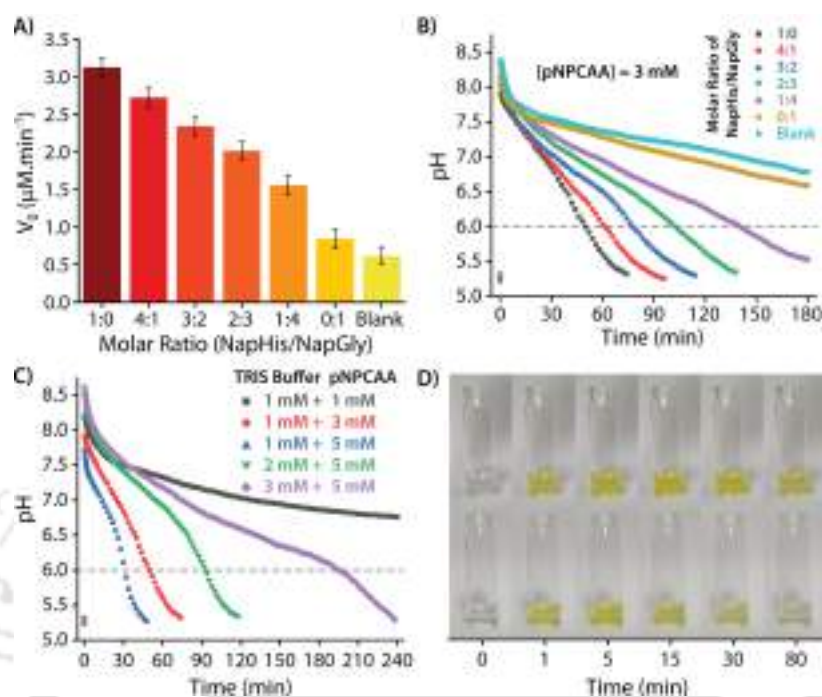 A)
3.5
3.0
2.5
2.0
1.5
1.0
0.5
0.0
V₀ (μM.min⁻¹)
1:0 4:1 3:2 2:3 1:4 0:1 Blank
Molar Ratio (NapHis/NapGly)
B)
8.5
8.0
7.5
7.0
6.5
6.0
5.5
5.0
pH
[pNPCAA] = 3 mM
Molar Ratio of
NapHis/NapGly
1:0
4:1
3:2
2:3
1:4
0:1
Blank
0 30 60 90 120 150 180
Time (min)
C)
8.5
8.0
7.5
7.0
6.5
6.0
5.5
5.0
pH
TRIS Buffer pNPCAA
1 mM + 1 mM
1 mM + 3 mM
1 mM + 5 mM
2 mM + 5 mM
3 mM + 5 mM
0 30 60 90 120 150 180 210 240
Time (min)
D)
0 1 5 15 30 80
Time (min)